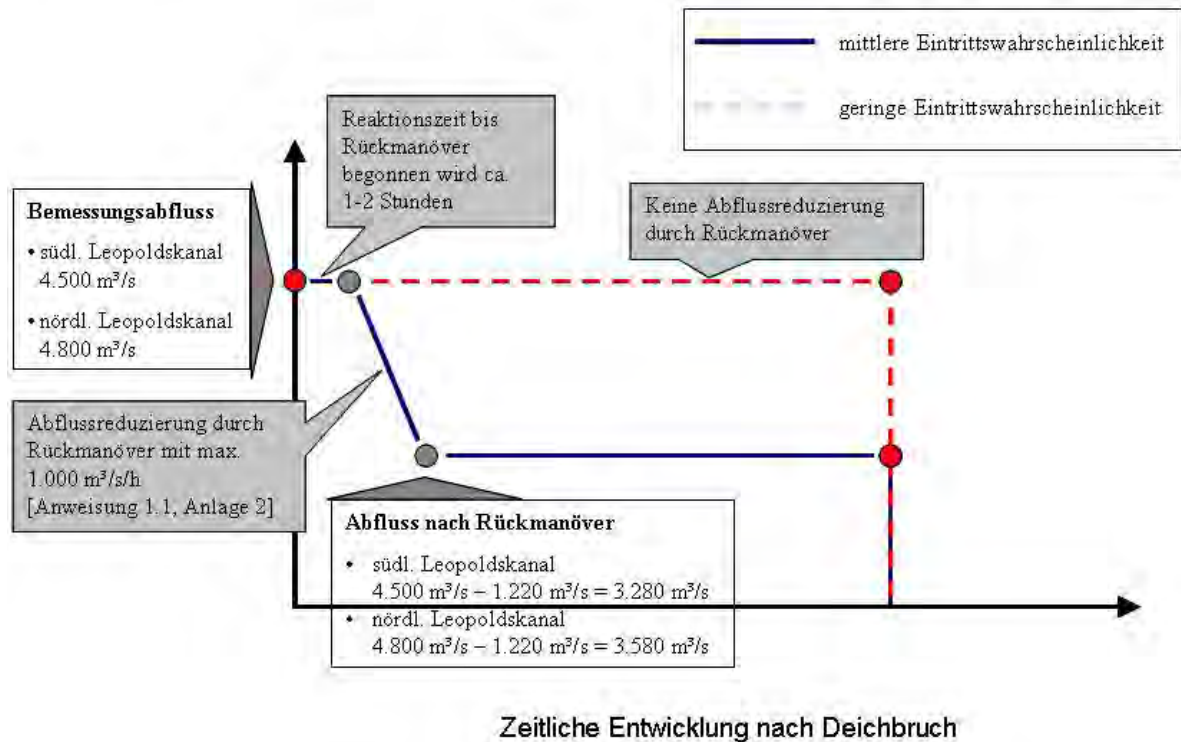 mittlere Eintrittswahrscheinlichkeit
geringe Eintrittswahrscheinlichkeit
Reaktionszeit bis
Rückmanöver
begonnen wird ca.
1-2 Stunden
Keine Abflussreduzierung
durch Rückmanöver
Bemessungsabfluss
• südl. Leopoldskanal
4.500 m³/s
• nördl. Leopoldskanal
4.800 m³/s
Abflussreduzierung durch
Rückmanöver mit max.
1.000 m³/s/h
[Anweisung 1.1, Anlage 2]
Abfluss nach Rückmanöver
• südl. Leopoldskanal
4.500 m³/s – 1.220 m³/s = 3.280 m³/s
• nördl. Leopoldskanal
4.800 m³/s – 1.220 m³/s = 3.580 m³/s
Zeitliche Entwicklung nach Deichbruch